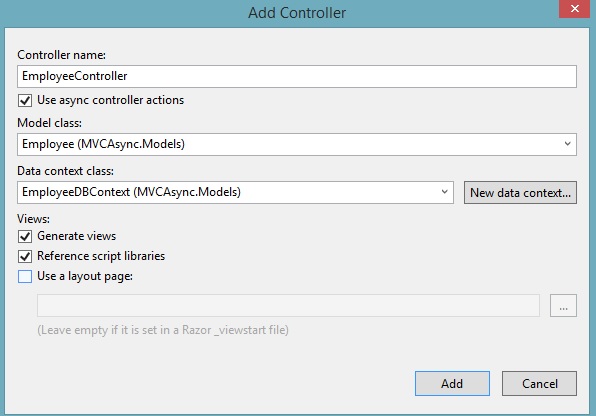 Add Controller
Controller name:
EmployeeController
Use async controller actions
Model class:
Employee (MVCAsync.Models)
Data context class:
EmployeeDBContext (MVCAsync.Models)
New data context...
Views:
Generate views
Reference script libraries
Use a layout page:
...
(Leave empty if it is set in a Razor _viewstart file)
Add
Cancel